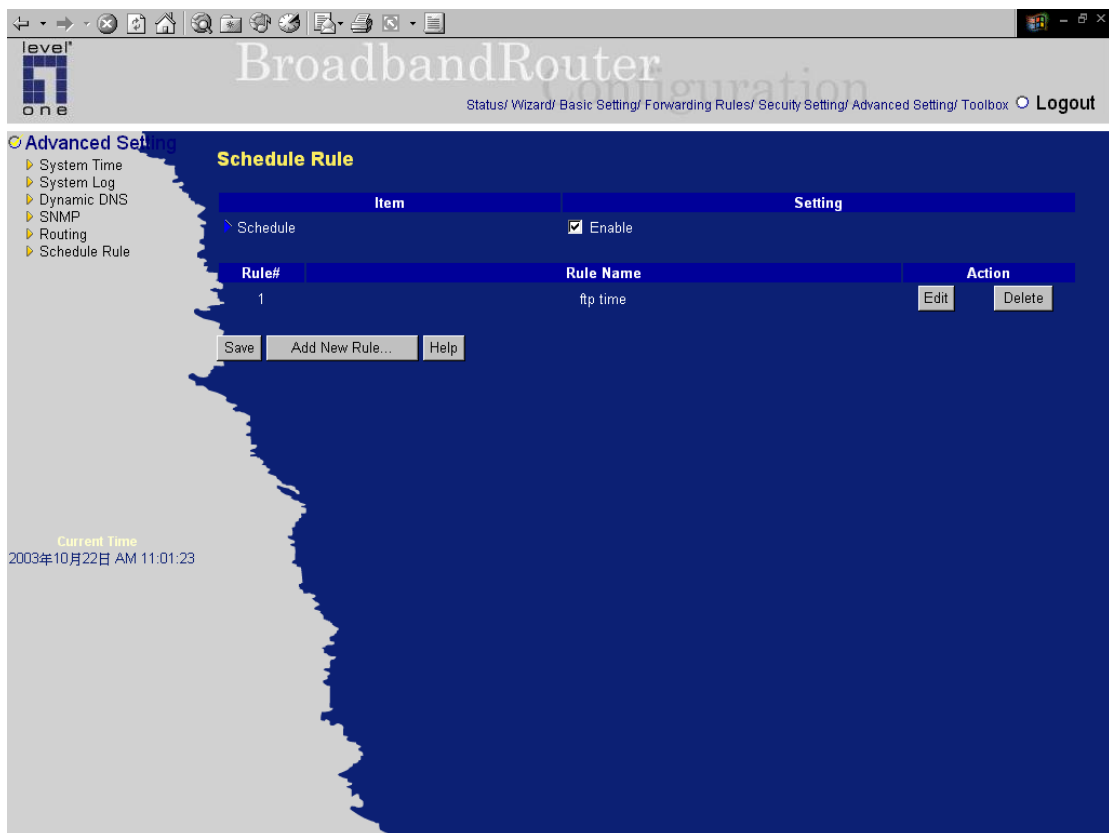 level®
one
BroadbandRouter
Configuration
Status/ Wizard/ Basic Setting/ Forwarding Rules/ Secuity Setting/ Advanced Setting/ Toolbox Logout
Advanced Setting
System Time
System Log
Dynamic DNS
SNMP
Routing
Schedule Rule
Current Time
2003年10月22日 AM 11:01:23
Schedule Rule
Item Setting
Schedule Enable
Rule# Rule Name Action
1 ftp time Edit Delete
Save Add New Rule... Help